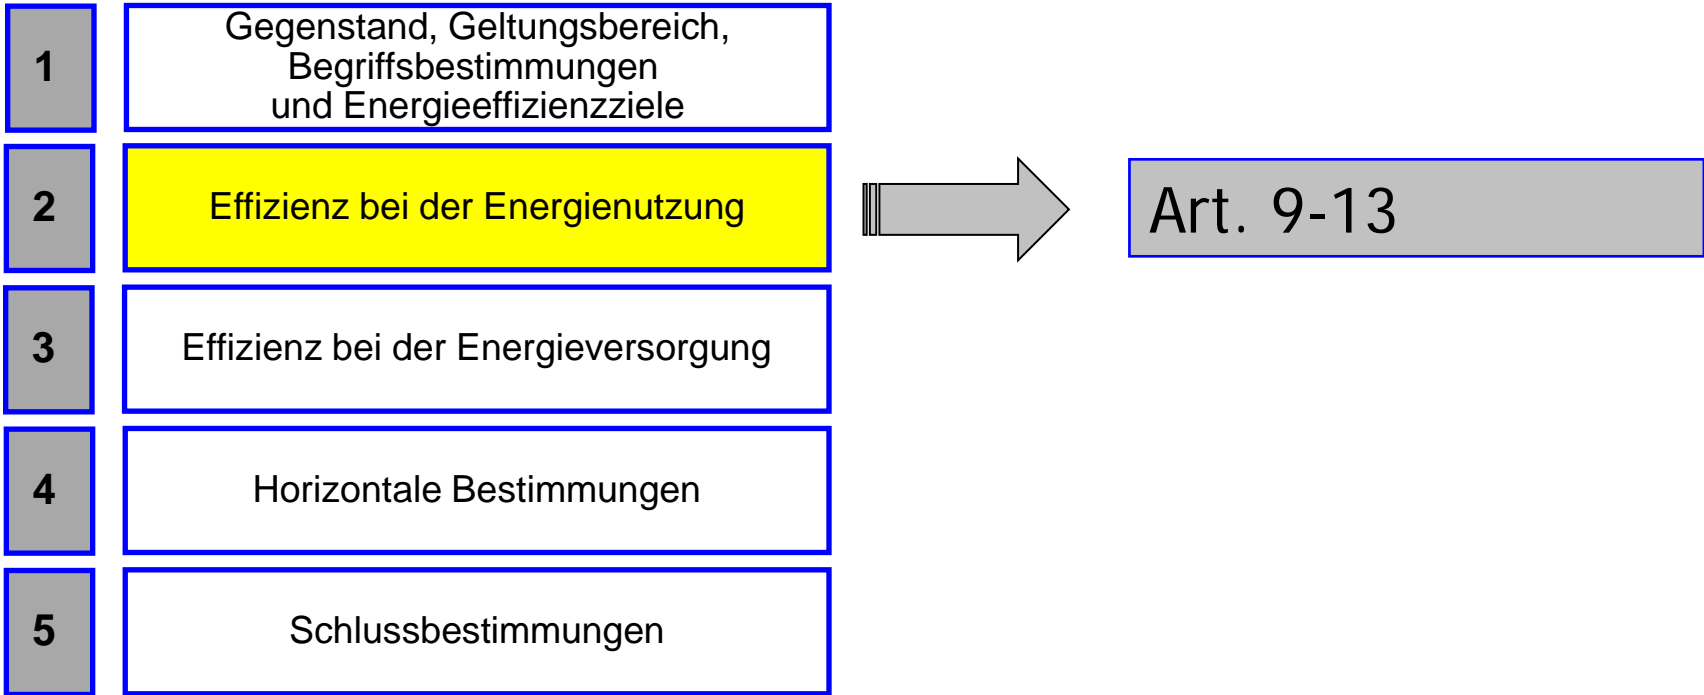 1
Gegenstand, Geltungsbereich,
Begriffsbestimmungen
und Energieeffizienzziele
2
Effizienz bei der Energienutzung
Art. 9-13
3
Effizienz bei der Energieversorgung
4
Horizontale Bestimmungen
5
Schlussbestimmungen